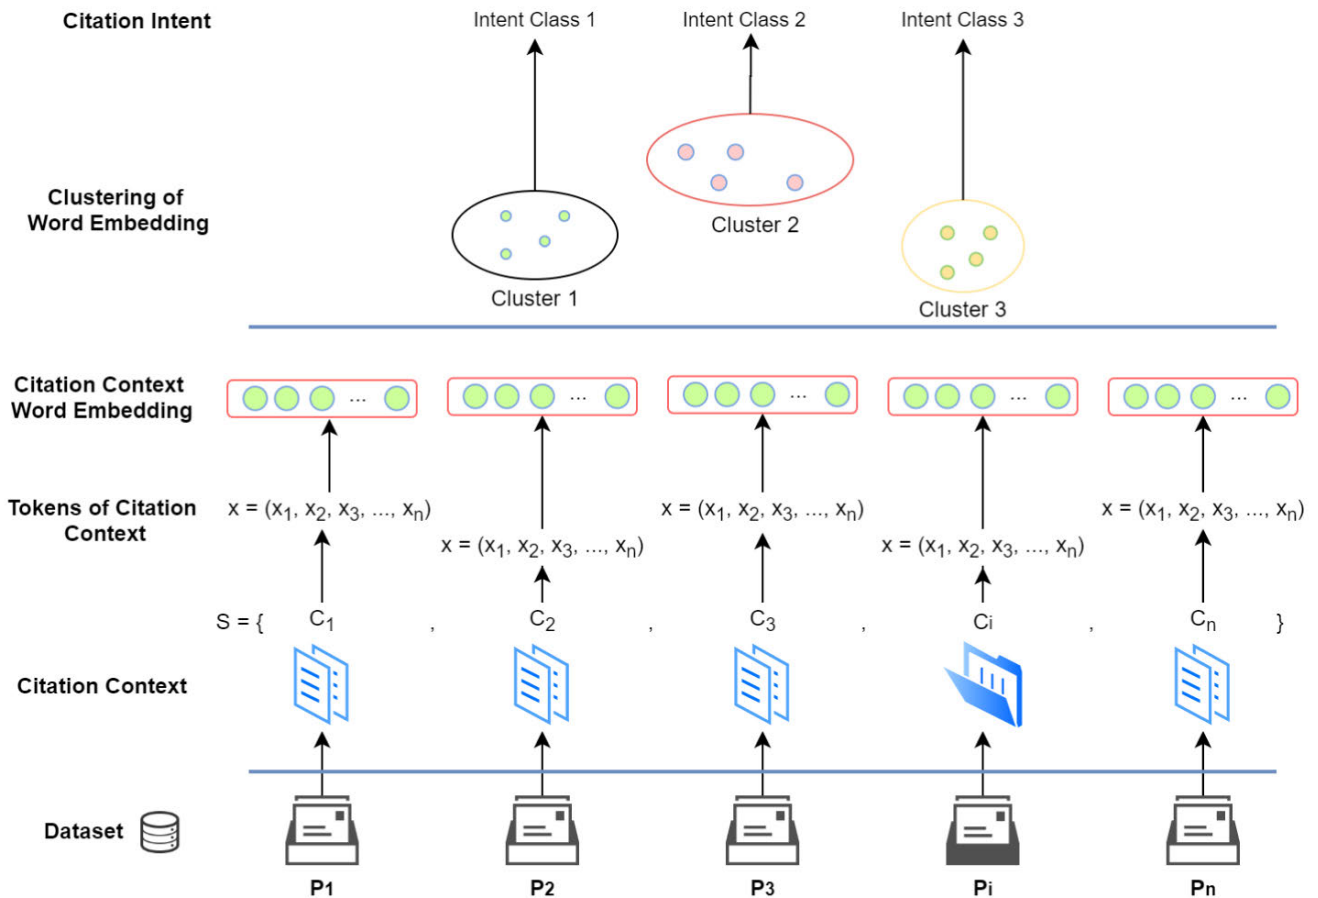 Citation Intent
Intent Class 1
Intent Class 2
Intent Class 3
Clustering of
Word Embedding
Cluster 1
Cluster 2
Cluster 3
Citation Context
Word Embedding
...
...
...
...
...
Tokens of Citation
Context
x = (x₁, x₂, x₃, ..., xₙ)
x = (x₁, x₂, x₃, ..., xₙ)
x = (x₁, x₂, x₃, ..., xₙ)
x = (x₁, x₂, x₃, ..., xₙ)
x = (x₁, x₂, x₃, ..., xₙ)
S = { C₁ , C₂ , C₃ , Ci , Cₙ }
Citation Context
Dataset
P1
P2
P3
Pi
Pn